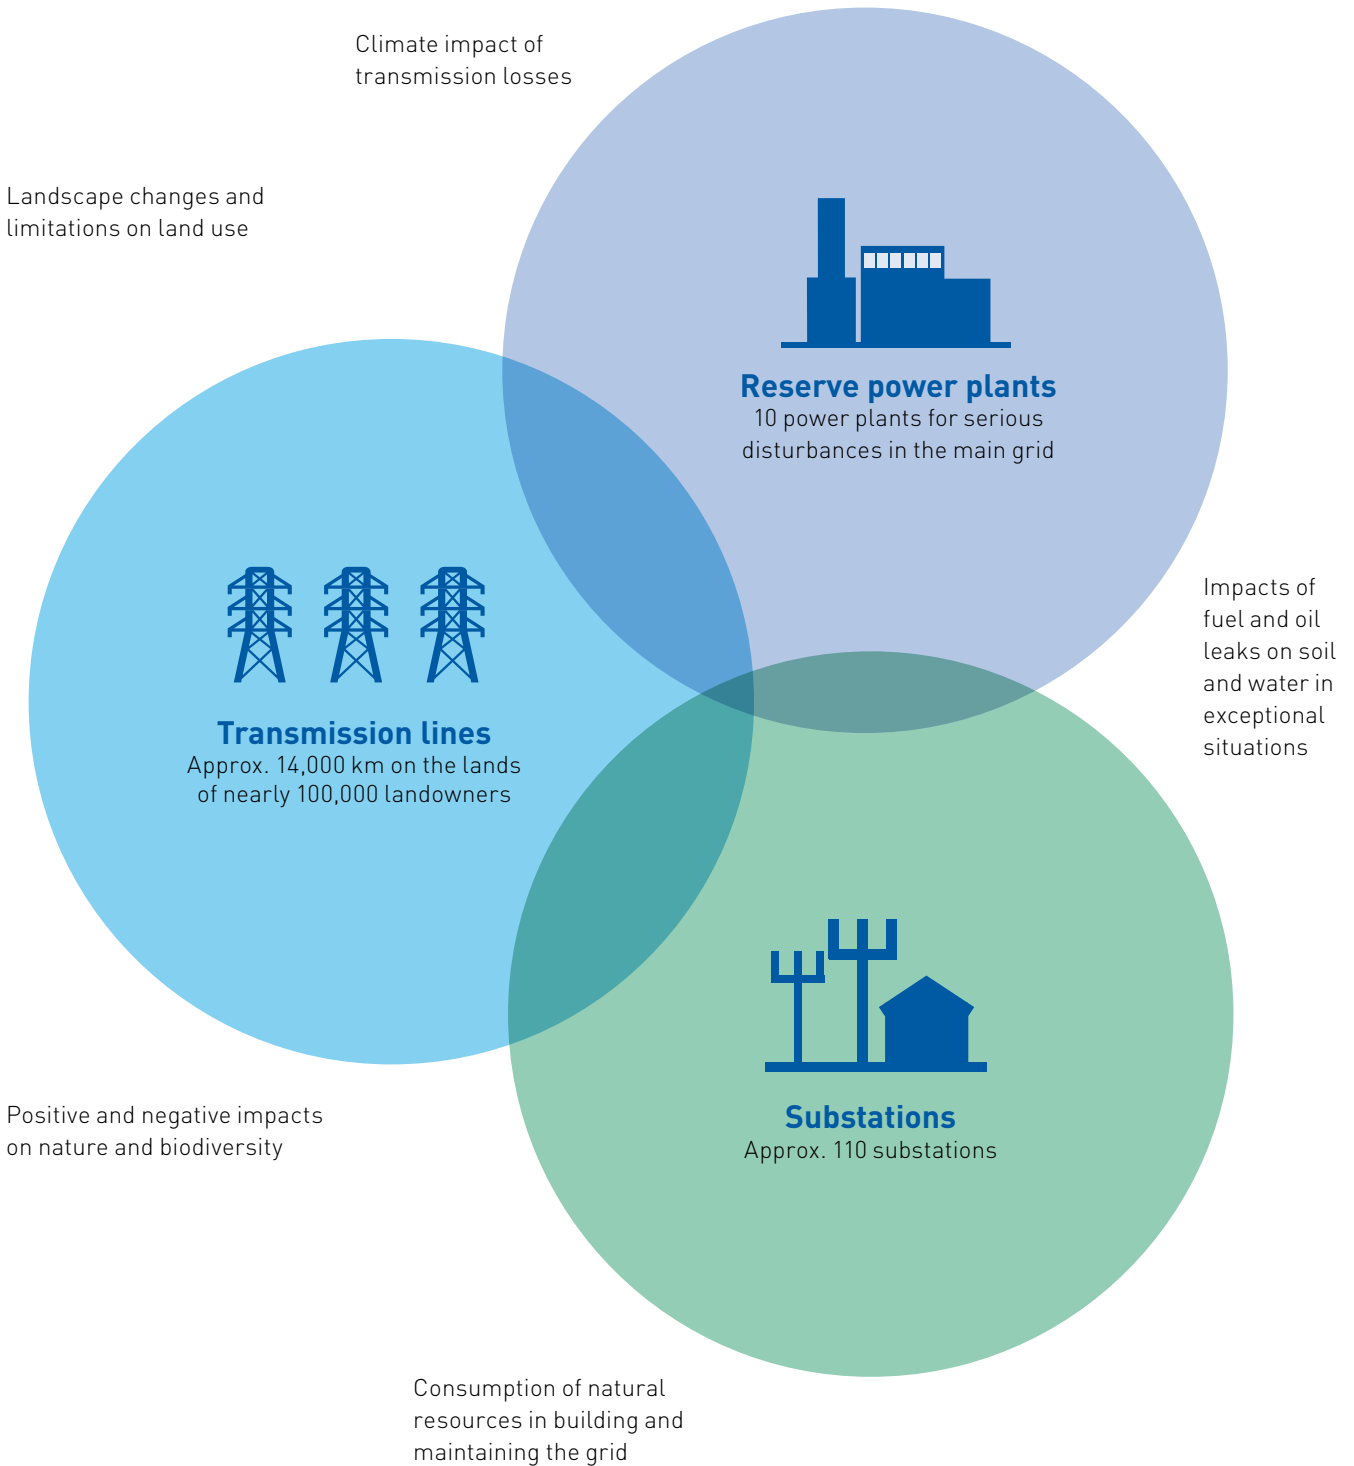 Climate impact of
transmission losses
Landscape changes and
limitations on land use
Reserve power plants
10 power plants for serious
disturbances in the main grid
Impacts of
fuel and oil
leaks on soil
and water in
exceptional
situations
Transmission lines
Approx. 14,000 km on the lands
of nearly 100,000 landowners
Positive and negative impacts
on nature and biodiversity
Substations
Approx. 110 substations
Consumption of natural
resources in building and
maintaining the grid